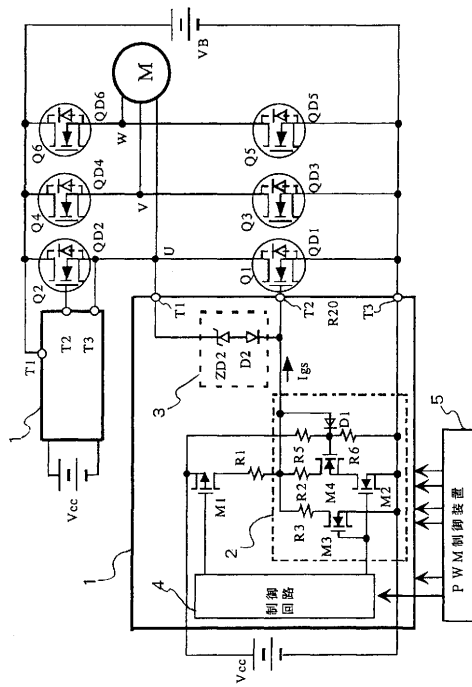 VB
M
Q6
QD6
W
QD5
Q5
Q4
QD4
V
QD3
Q3
Q2
QD2
U
QD1
Q1
T1
T2
T3
1
Vcc
T1
T2
R20
T3
3
ZD2
D2
Igs
R5
D1
R6
R1
M1
R2
M4
M2
R3
M3
2
1
4
制御
回路
Vcc
5
PWM制御装置